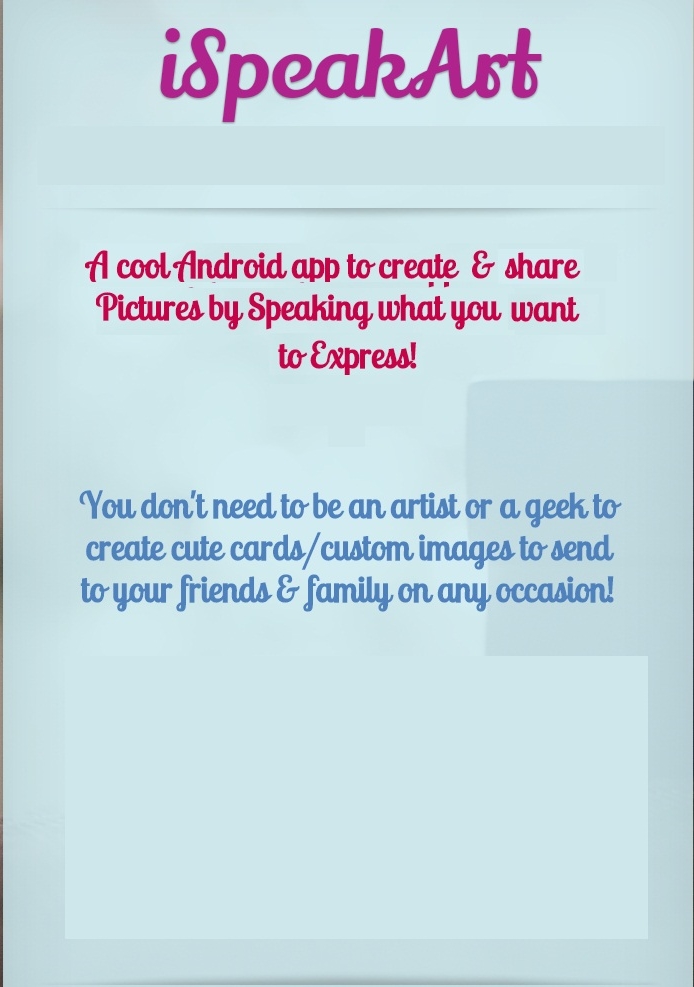 iSpeakArt
A cool Android app to create & share
Pictures by Speaking what you want
to Express!
You don't need to be an artist or a geek to
create cute cards/custom images to send
to your friends & family on any occasion!